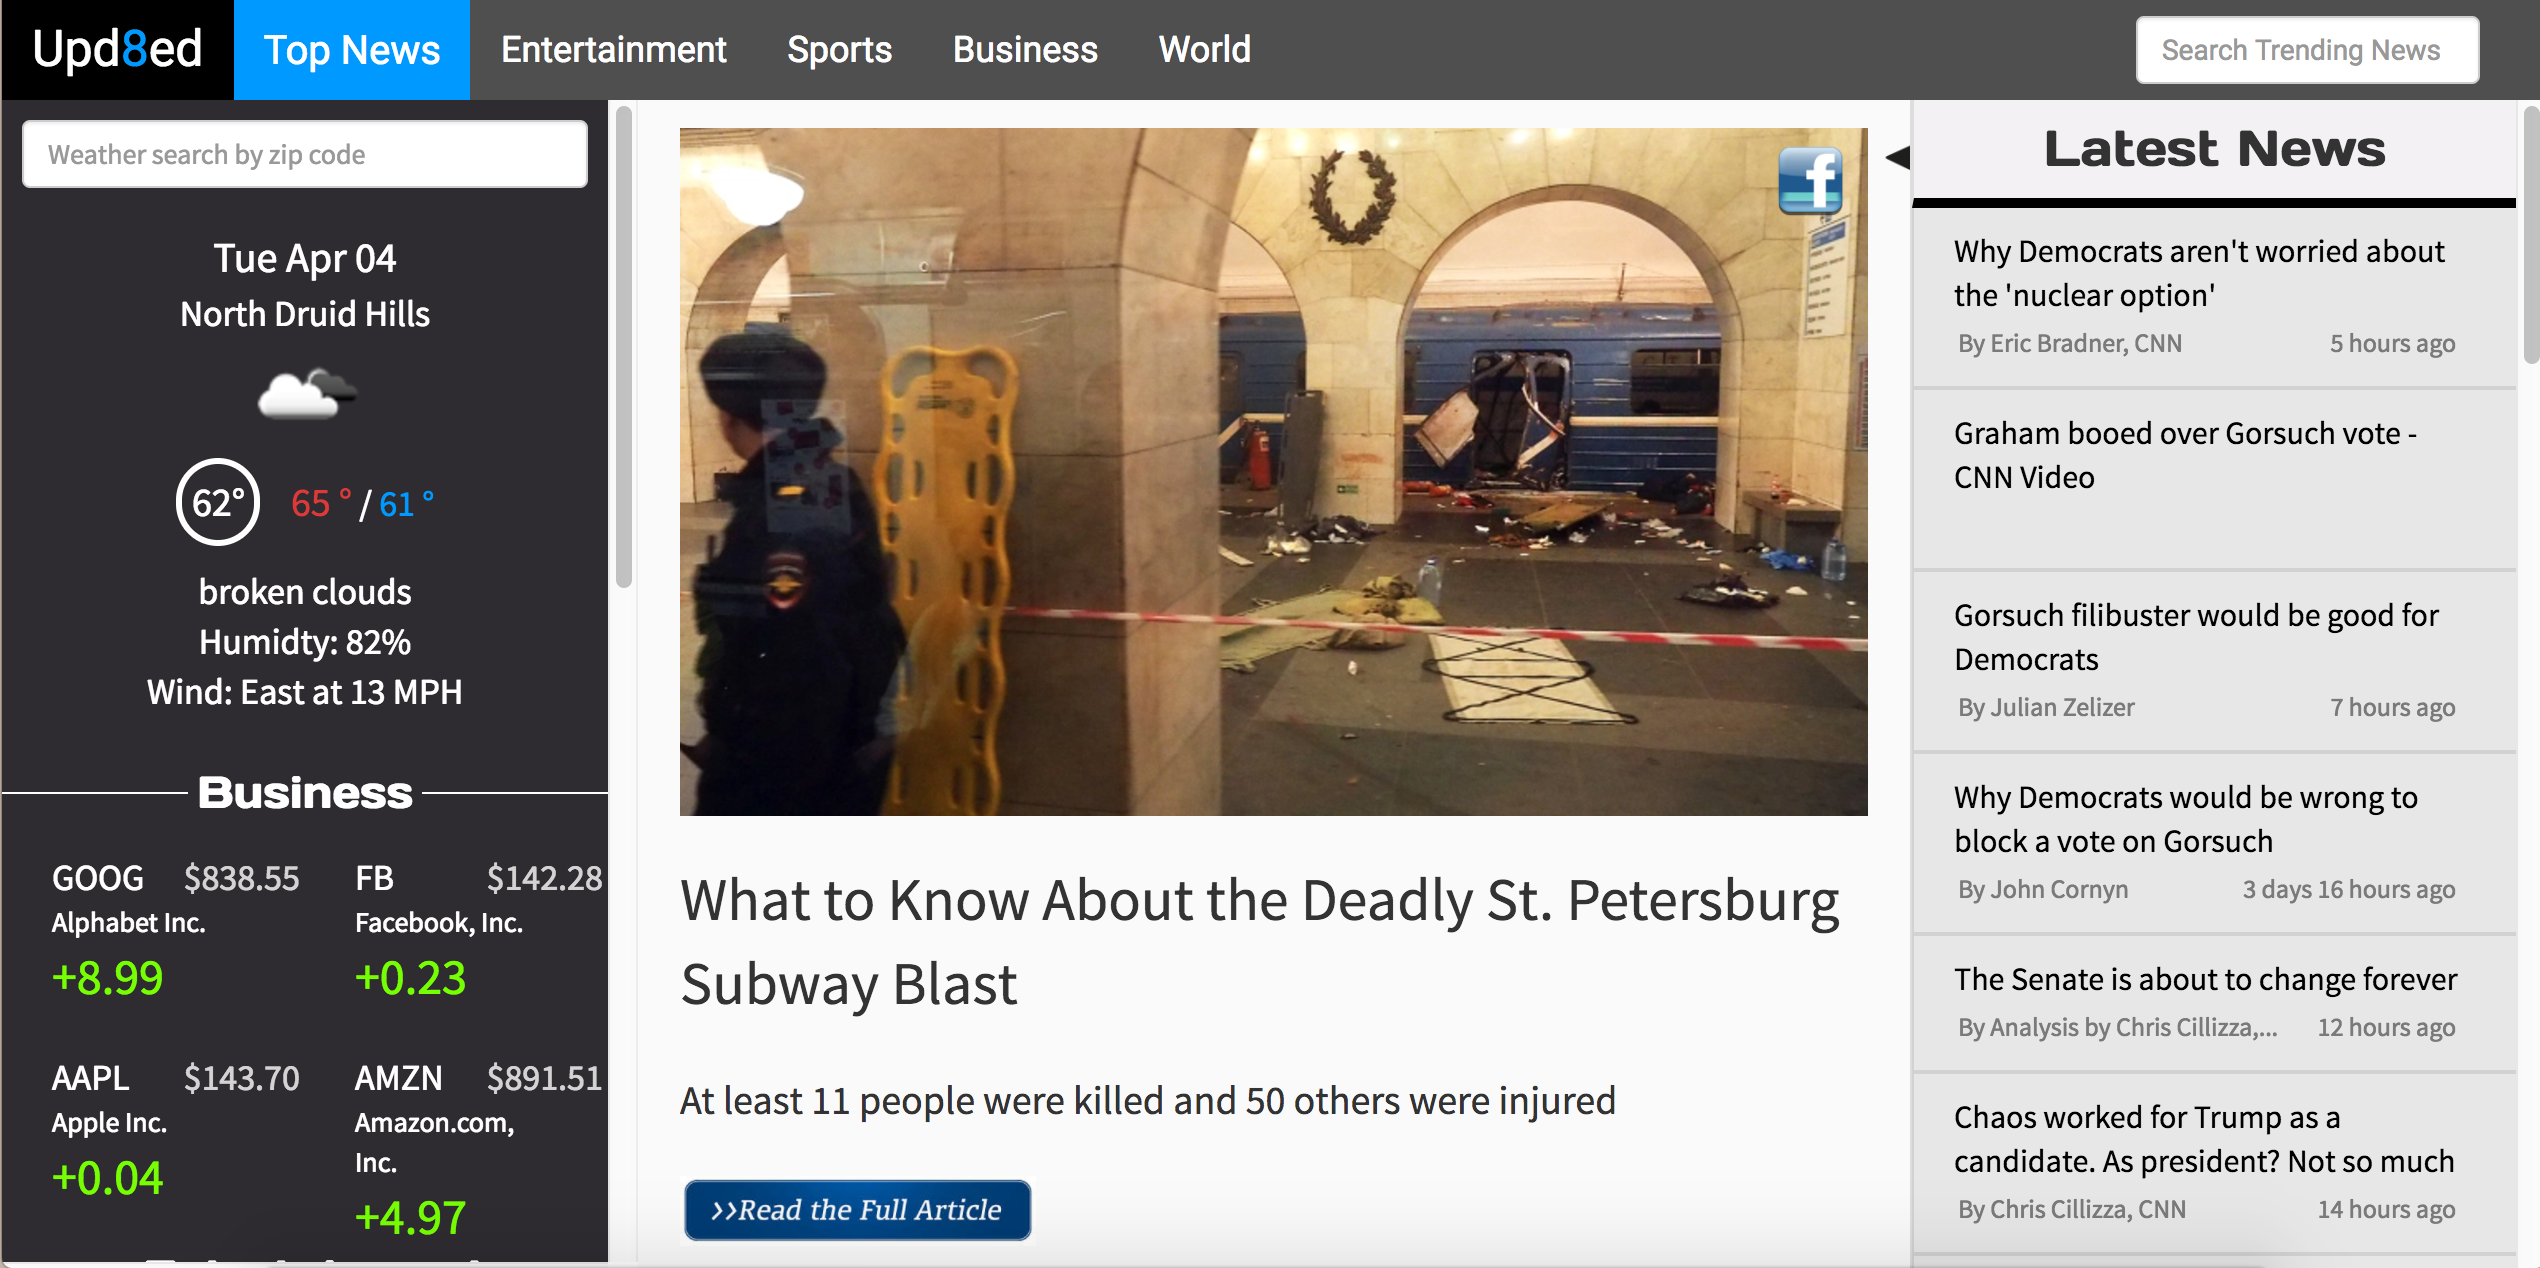 Upd8ed
Top News
Entertainment
Sports
Business
World
Search Trending News
Weather search by zip code
Tue Apr 04
North Druid Hills
62°
65 ° / 61 °
broken clouds
Humidty: 82%
Wind: East at 13 MPH
Business
GOOG $838.55
Alphabet Inc.
+8.99
FB $142.28
Facebook, Inc.
+0.23
AAPL $143.70
Apple Inc.
+0.04
AMZN $891.51
Amazon.com,
Inc.
+4.97
f
What to Know About the Deadly St. Petersburg
Subway Blast
At least 11 people were killed and 50 others were injured
>>Read the Full Article
Latest News
Why Democrats aren't worried about
the 'nuclear option'
By Eric Bradner, CNN 5 hours ago
Graham booed over Gorsuch vote -
CNN Video
Gorsuch filibuster would be good for
Democrats
By Julian Zelizer 7 hours ago
Why Democrats would be wrong to
block a vote on Gorsuch
By John Cornyn 3 days 16 hours ago
The Senate is about to change forever
By Analysis by Chris Cillizza,... 12 hours ago
Chaos worked for Trump as a
candidate. As president? Not so much
By Chris Cillizza, CNN 14 hours ago